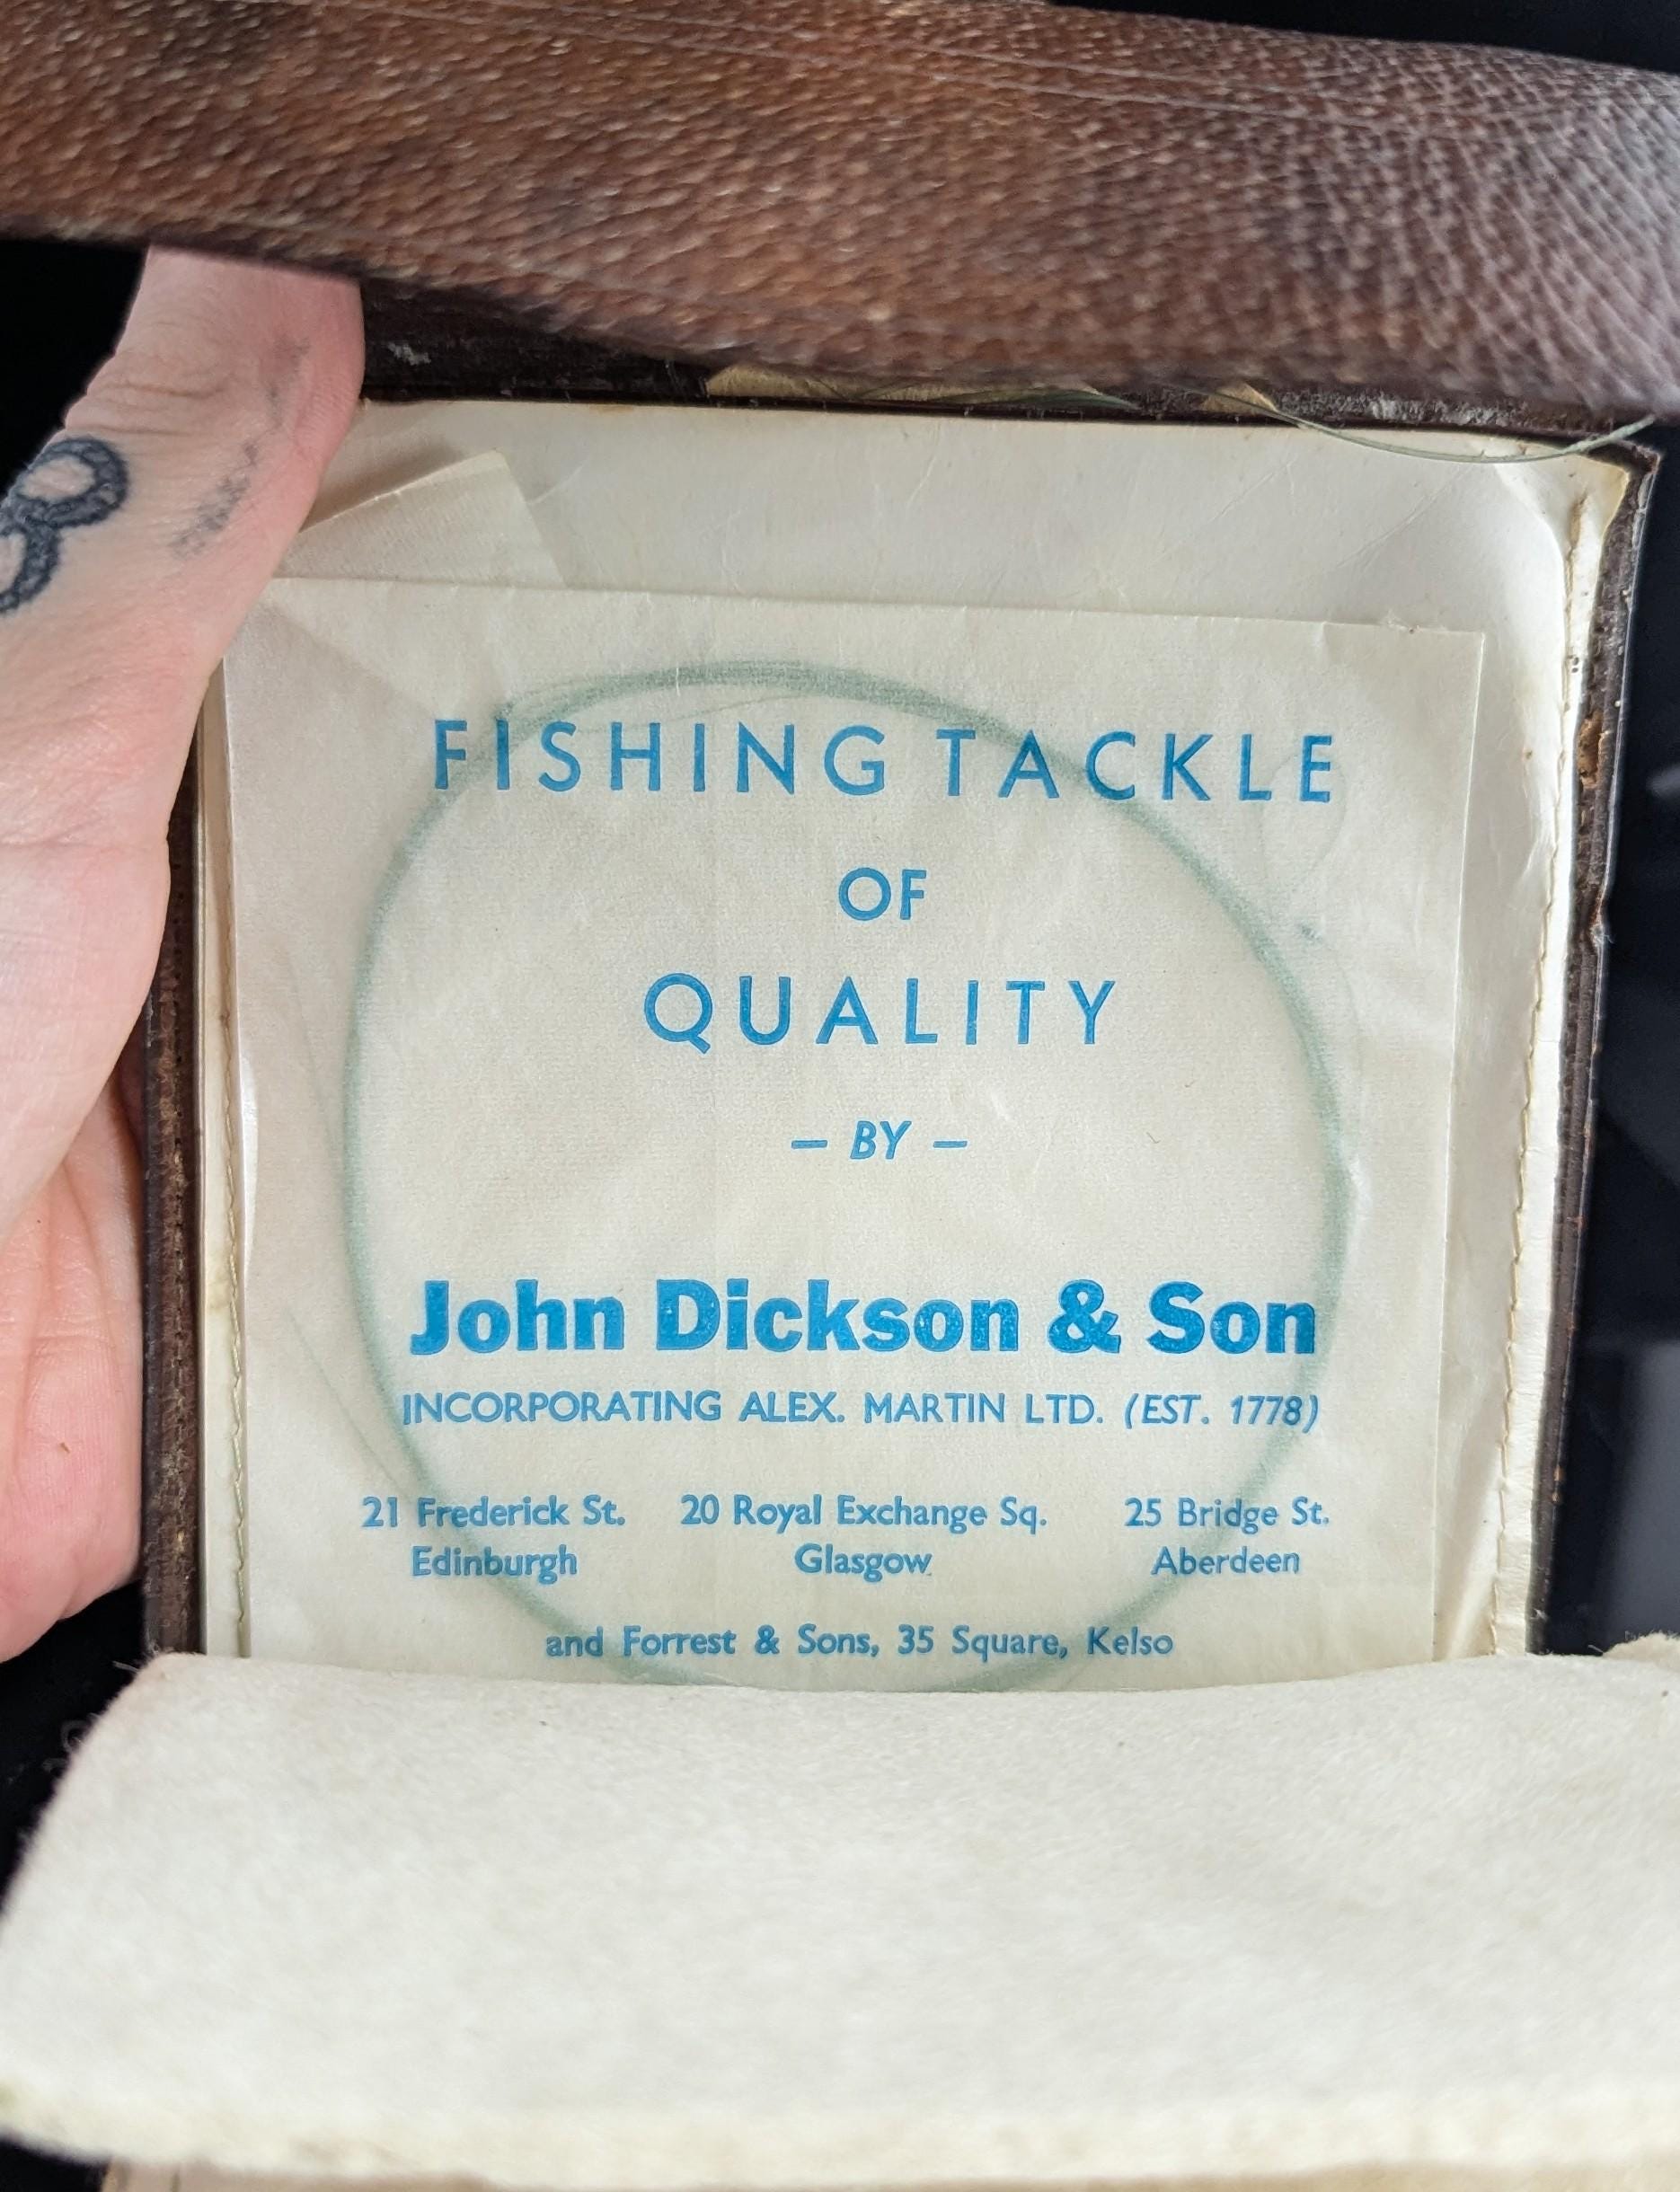 FISHING TACKLE
OF
QUALITY
– BY –
John Dickson & Son
INCORPORATING ALEX. MARTIN LTD. (EST. 1778)
21 Frederick St. 20 Royal Exchange Sq. 25 Bridge St.
Edinburgh Glasgow Aberdeen
and Forrest & Sons, 35 Square, Kelso